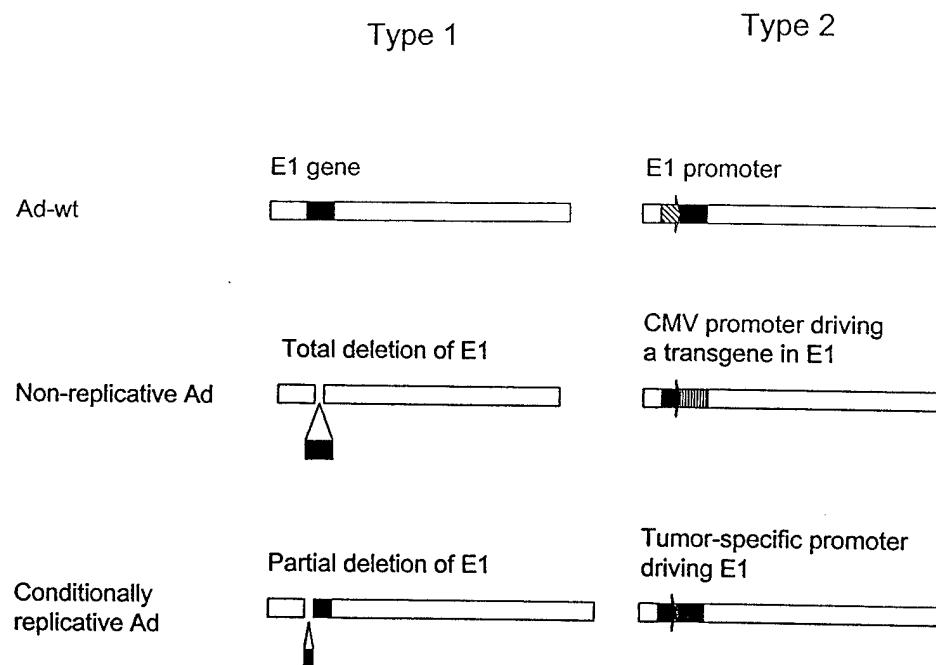 Type 1
Type 2
Ad-wt
E1 gene
E1 promoter
Non-replicative Ad
Total deletion of E1
CMV promoter driving
a transgene in E1
Conditionally
replicative Ad
Partial deletion of E1
Tumor-specific promoter
driving E1